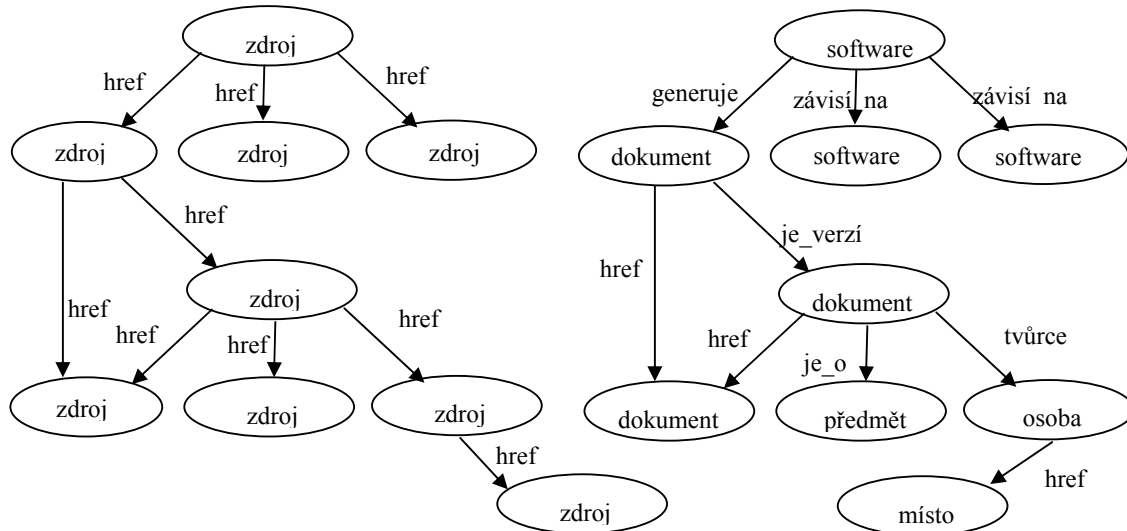 zdroj
href
href
href
zdroj
zdroj
zdroj
href
zdroj
href
href
href
href
zdroj
zdroj
zdroj
href
zdroj
software
generuje
závisí na
závisí na
dokument
software
software
je_verzí
href
dokument
href
je_o
tvůrce
dokument
předmět
osoba
href
místo